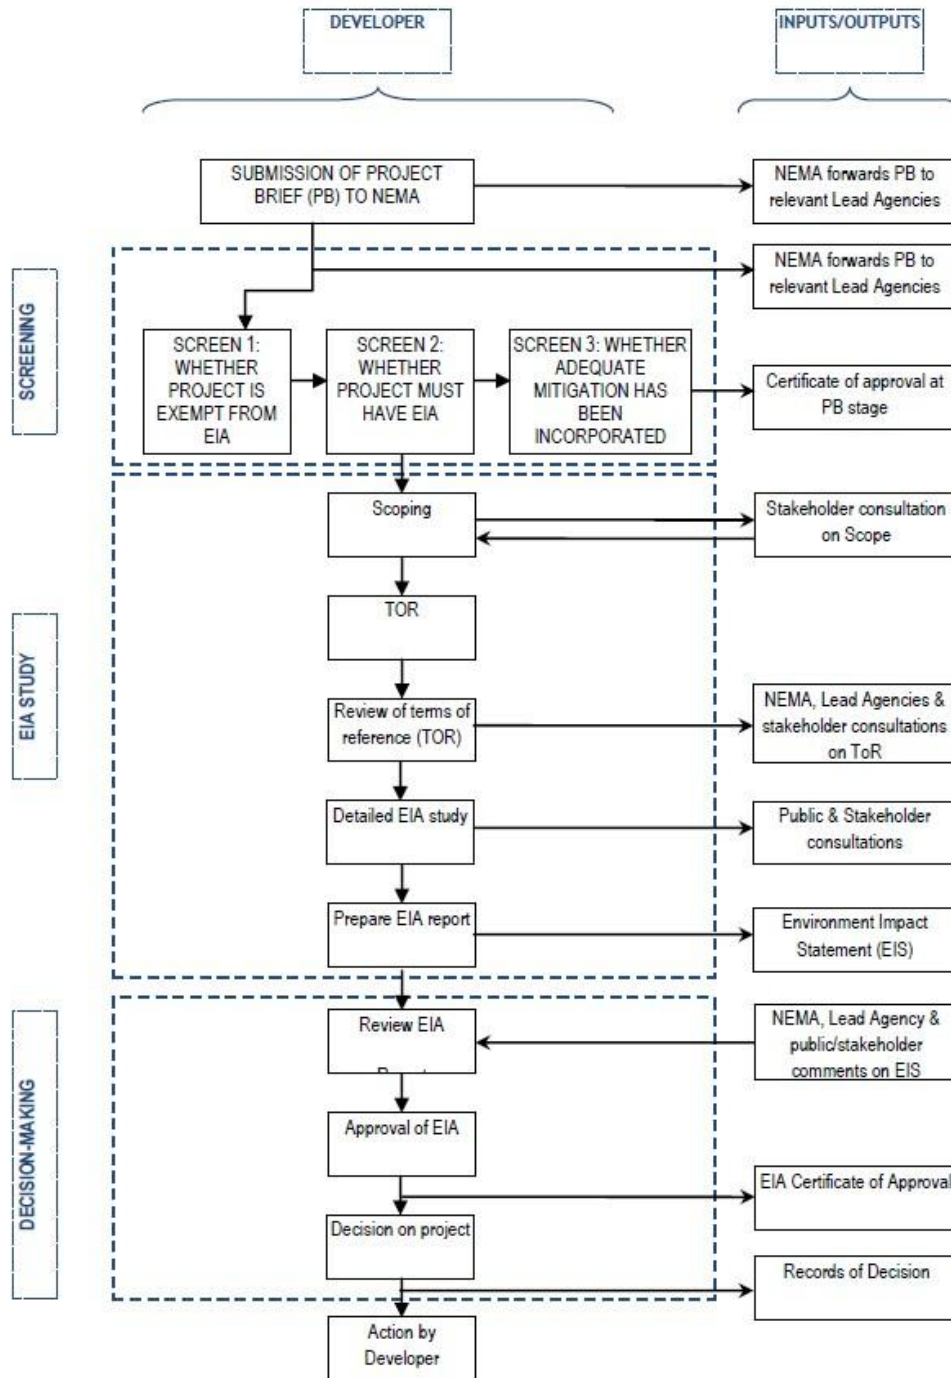 DEVELOPER
INPUTS/OUTPUTS
SUBMISSION OF PROJECT
BRIEF (PB) TO NEMA
NEMA forwards PB to
relevant Lead Agencies
NEMA forwards PB to
relevant Lead Agencies
SCREENING
SCREEN 1:
WHETHER
PROJECT IS
EXEMPT FROM
EIA
SCREEN 2:
WHETHER
PROJECT MUST
HAVE EIA
SCREEN 3: WHETHER
ADEQUATE
MITIGATION HAS
BEEN
INCORPORATED
Certificate of approval at
PB stage
Scoping
Stakeholder consultation
on Scope
TOR
EIA STUDY
Review of terms of
reference (TOR)
NEMA, Lead Agencies &
stakeholder consultations
on ToR
Detailed EIA study
Public & Stakeholder
consultations
Prepare EIA report
Environment Impact
Statement (EIS)
Review EIA
NEMA, Lead Agency &
public/stakeholder
comments on EIS
DECISION-MAKING
Approval of EIA
EIA Certificate of Approval
Decision on project
Records of Decision
Action by
Developer